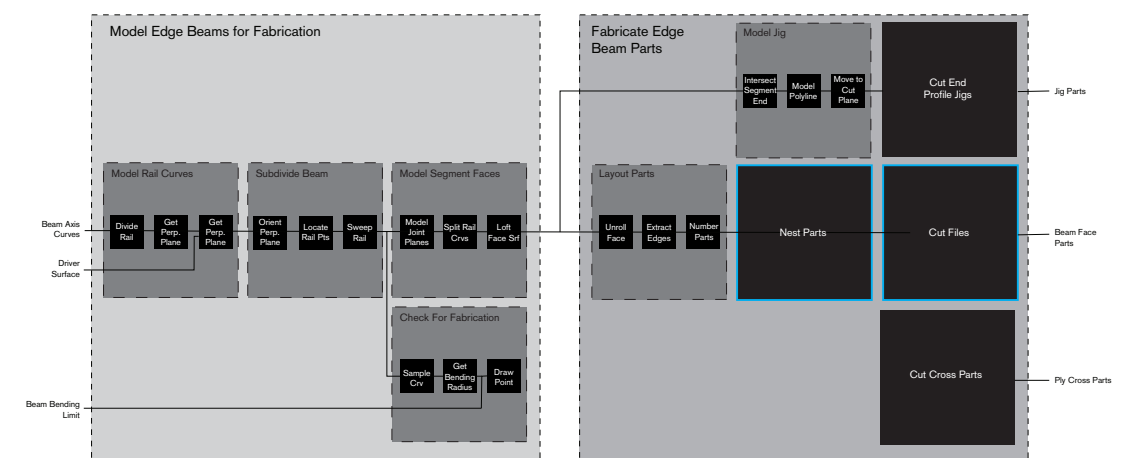 Model Edge Beams for Fabrication
Fabricate Edge
Beam Parts
Model Jig
Intersect
Segment
End
Model
Polyline
Move to
Cut
Plane
Cut End
Profile Jigs
Jig Parts
Model Rail Curves
Subdivide Beam
Model Segment Faces
Layout Parts
Beam Axis
Curves
Divide
Rail
Get
Perp.
Plane
Get
Perp.
Plane
Orient
Perp.
Plane
Locate
Rail Pts
Sweep
Rail
Model
Joint
Planes
Split Rail
Crvs
Loft
Face Srf
Unroll
Face
Extract
Edges
Number
Parts
Nest Parts
Cut Files
Beam Face
Parts
Driver
Surface
Check For Fabrication
Sample
Crv
Get
Bending
Radius
Draw
Point
Cut Cross Parts
Ply Cross Parts
Beam Bending
Limit